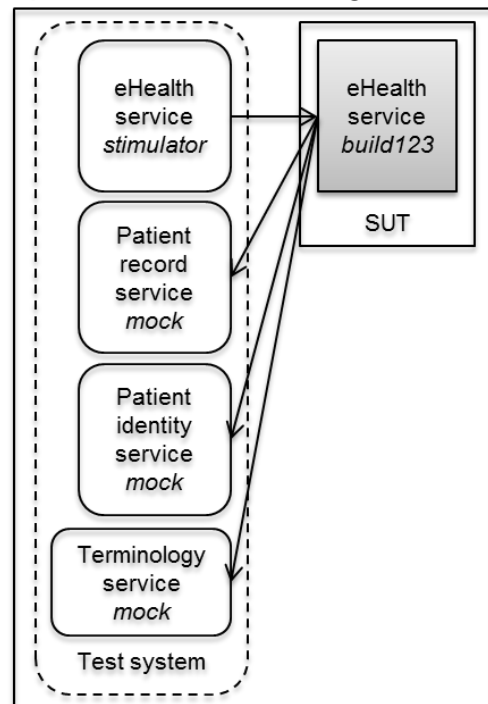 eHealth
service
stimulator
eHealth
service
build123
SUT
Patient
record
service
mock
Patient
identity
service
mock
Terminology
service
mock
Test system